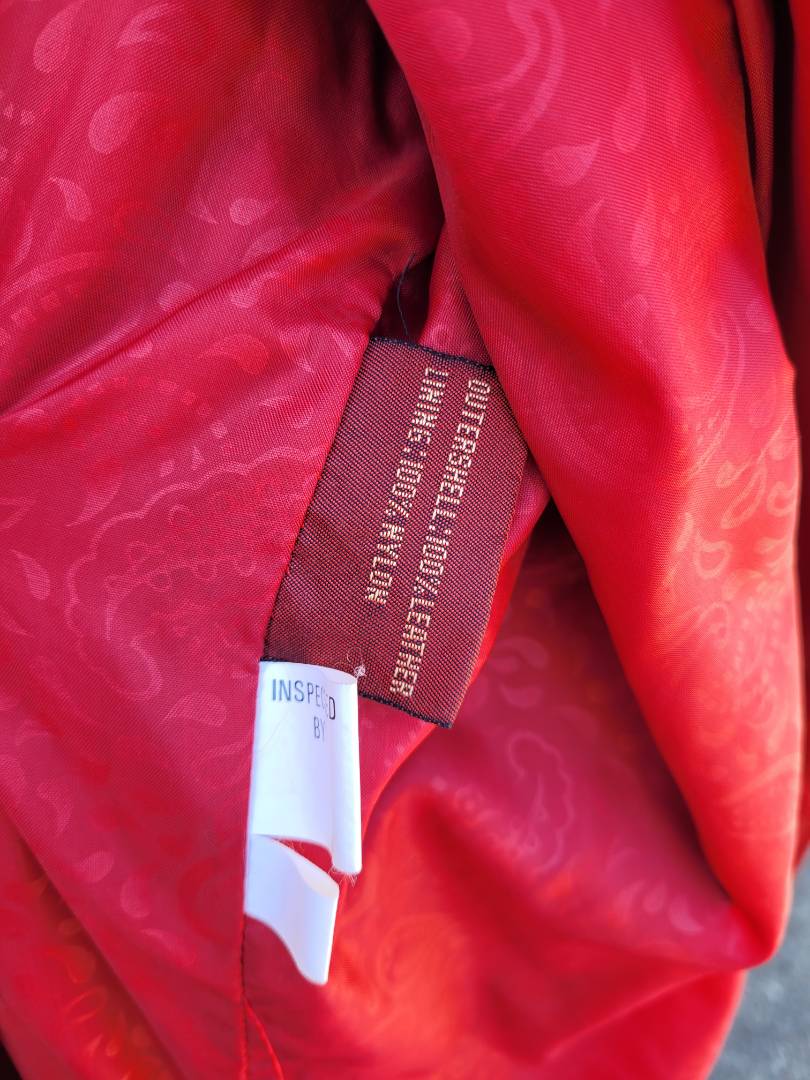 OUTERSHELL:100% LEATHER
LINING:100% NYLON
INSPECTED
BY